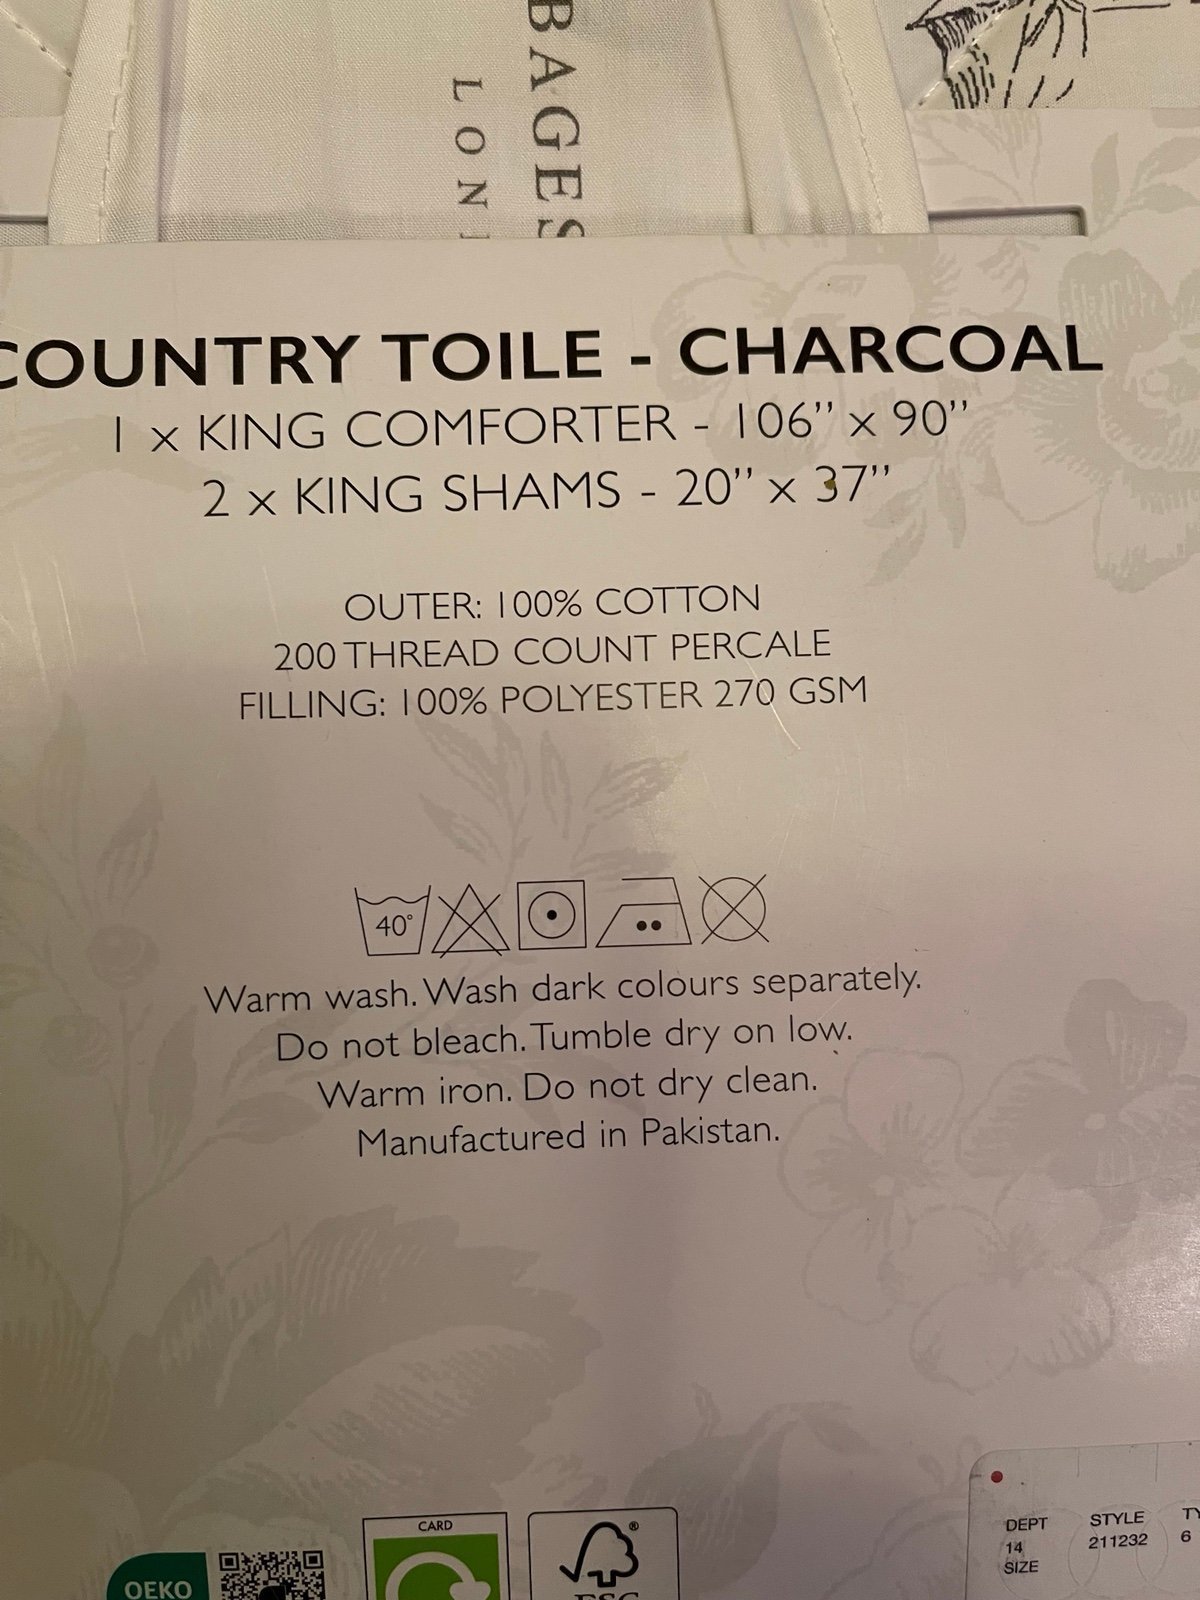 BAGES
LON
COUNTRY TOILE - CHARCOAL
1 x KING COMFORTER - 106” x 90”
2 x KING SHAMS - 20” x 37”
OUTER: 100% COTTON
200 THREAD COUNT PERCALE
FILLING: 100% POLYESTER 270 GSM
40°
Warm wash. Wash dark colours separately.
Do not bleach. Tumble dry on low.
Warm iron. Do not dry clean.
Manufactured in Pakistan.
OEKO
CARD
®
FSC
DEPT STYLE TY
14 211232 6
SIZE